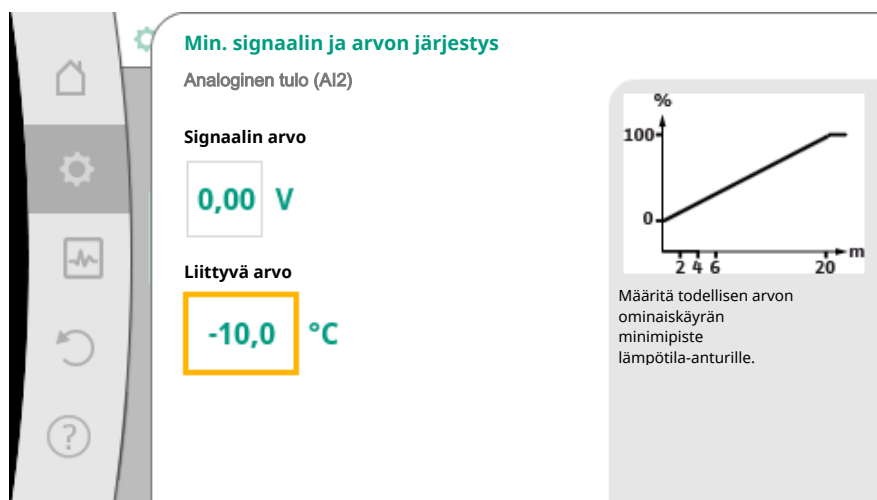 Min. signaalin ja arvon järjestys
Analoginen tulo (AI2)
Signaalin arvo
0,00 V
Liittyvä arvo
-10,0 °C
%
100
0
2 4 6 20
m
Määritä todellisen arvon
ominaiskäyrän
minimipiste
lämpötila-anturille.
?